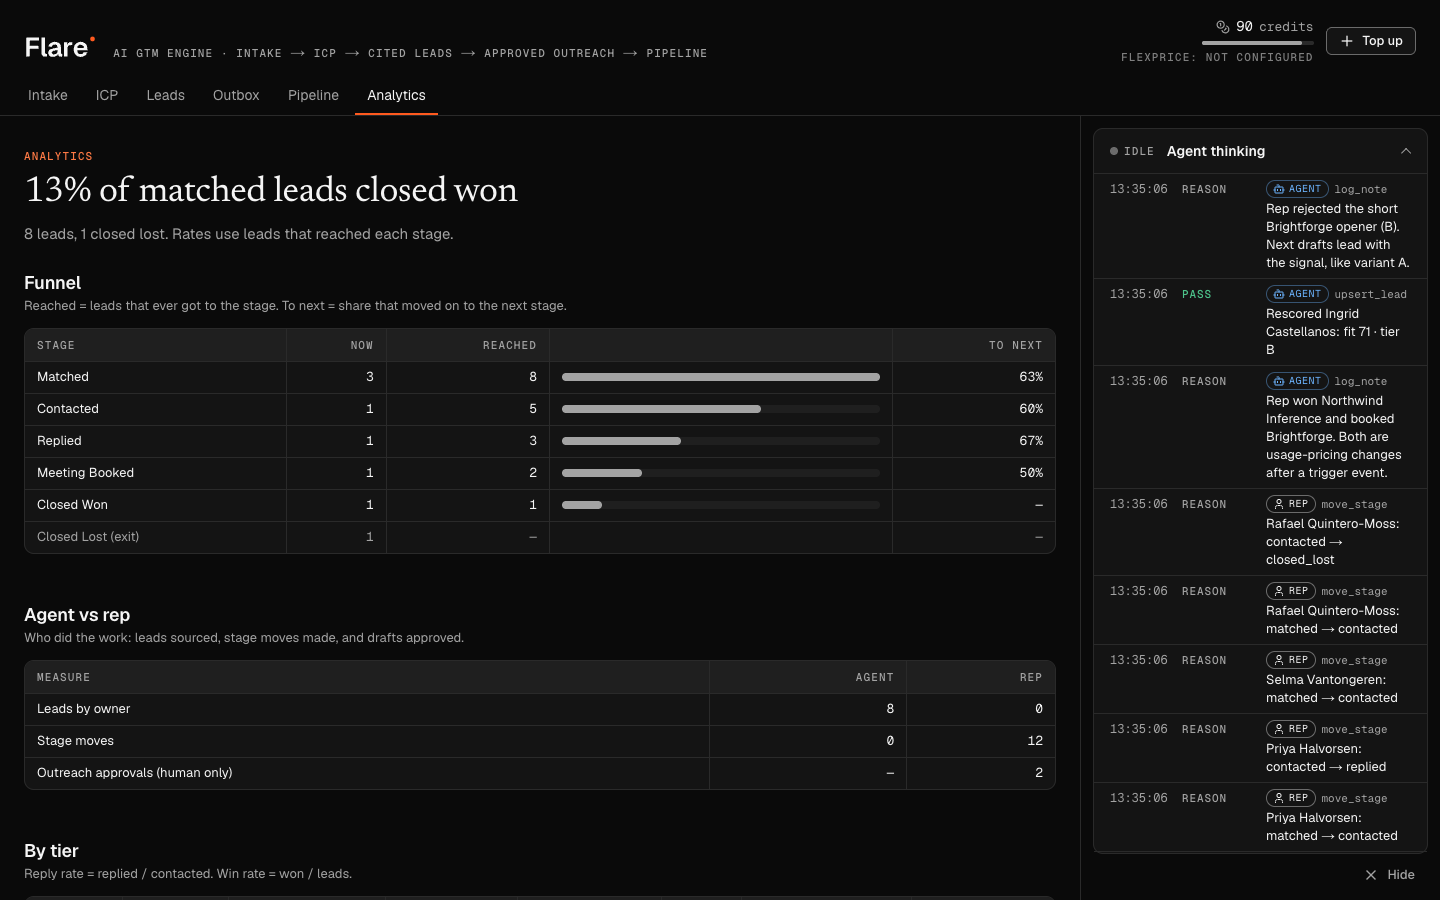 Flare
AI GTM ENGINE · INTAKE → ICP → CITED LEADS → APPROVED OUTREACH → PIPELINE
90 credits
FLEXPRICE: NOT CONFIGURED
+ Top up
Intake ICP Leads Outbox Pipeline Analytics
ANALYTICS
13% of matched leads closed won
8 leads, 1 closed lost. Rates use leads that reached each stage.
Funnel
Reached = leads that ever got to the stage. To next = share that moved on to the next stage.
STAGE NOW REACHED TO NEXT
Matched 3 8 63%
Contacted 1 5 60%
Replied 1 3 67%
Meeting Booked 1 2 50%
Closed Won 1 1 –
Closed Lost (exit) 1 – –
Agent vs rep
Who did the work: leads sourced, stage moves made, and drafts approved.
MEASURE AGENT REP
Leads by owner 8 0
Stage moves 0 12
Outreach approvals (human only) – 2
By tier
Reply rate = replied / contacted. Win rate = won / leads.
IDLE Agent thinking
13:35:06 REASON AGENT log_note
Rep rejected the short
Brightforge opener (B).
Next drafts lead with
the signal, like variant A.
13:35:06 PASS AGENT upsert_lead
Rescored Ingrid
Castellanos: fit 71 · tier
B
13:35:06 REASON AGENT log_note
Rep won Northwind
Inference and booked
Brightforge. Both are
usage-pricing changes
after a trigger event.
13:35:06 REASON REP move_stage
Rafael Quintero-Moss:
contacted →
closed_lost
13:35:06 REASON REP move_stage
Rafael Quintero-Moss:
matched → contacted
13:35:06 REASON REP move_stage
Selma Vantongeren:
matched → contacted
13:35:06 REASON REP move_stage
Priya Halvorsen:
contacted → replied
13:35:06 REASON REP move_stage
Priya Halvorsen:
matched → contacted
Hide